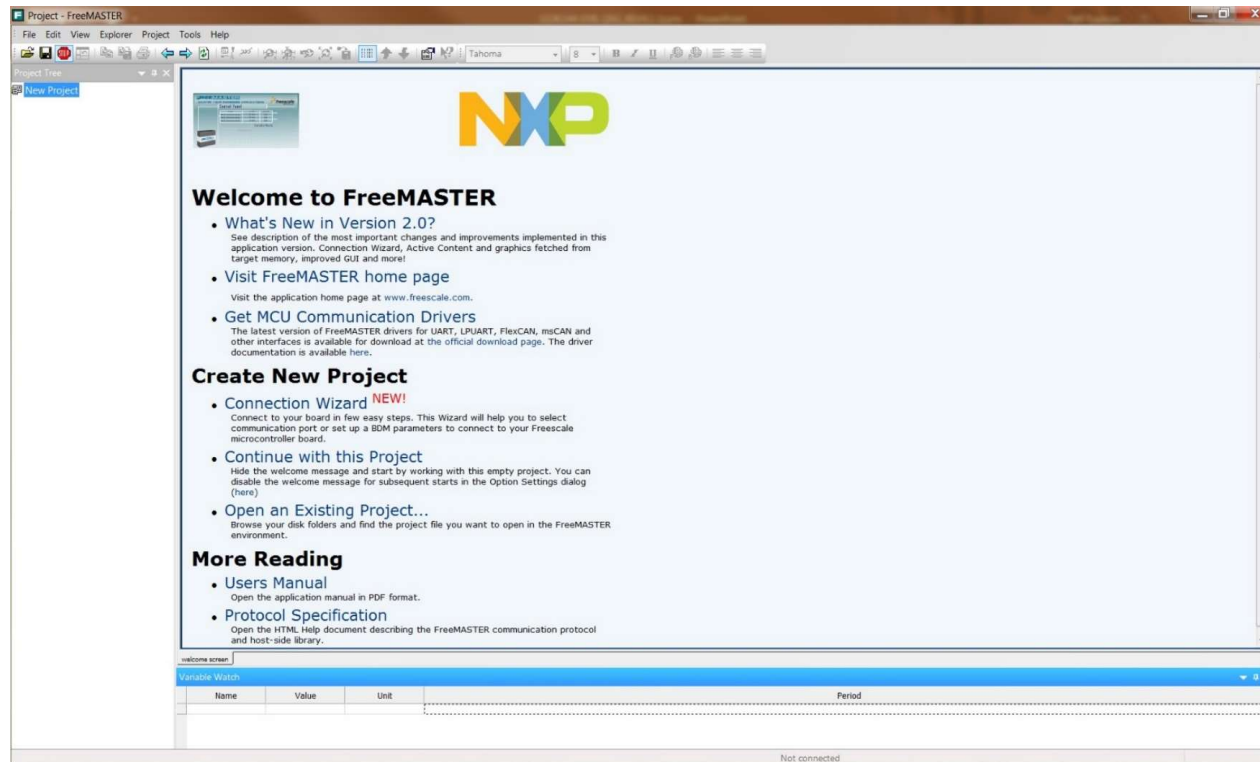 Project - FreeMASTER
File Edit View Explorer Project Tools Help
Tahoma 8 B I U
Project Tree
New Project
NXP
Welcome to FreeMASTER
• What's New in Version 2.0?
See description of the most important changes and improvements implemented in this
application version. Connection Wizard, Active Content and graphics fetched from
target memory, improved GUI and more!
• Visit FreeMASTER home page
Visit the application home page at www.freescale.com.
• Get MCU Communication Drivers
The latest version of FreeMASTER drivers for UART, LPUART, FlexCAN, msCAN and
other interfaces is available for download at the official download page. The driver
documentation is available here.
Create New Project
• Connection Wizard NEW!
Connect to your board in few easy steps. This Wizard will help you to select
communication port or set up a BDM parameters to connect to your Freescale
microcontroller board.
• Continue with this Project
Hide the welcome message and start by working with this empty project. You can
disable the welcome message for subsequent starts in the Option Settings dialog
(here)
• Open an Existing Project...
Browse your disk folders and find the project file you want to open in the FreeMASTER
environment.
More Reading
• Users Manual
Open the application manual in PDF format.
• Protocol Specification
Open the HTML Help document describing the FreeMASTER communication protocol
and host-side library.
welcome screen
Variable Watch
Name Value Unit Period
Not connected